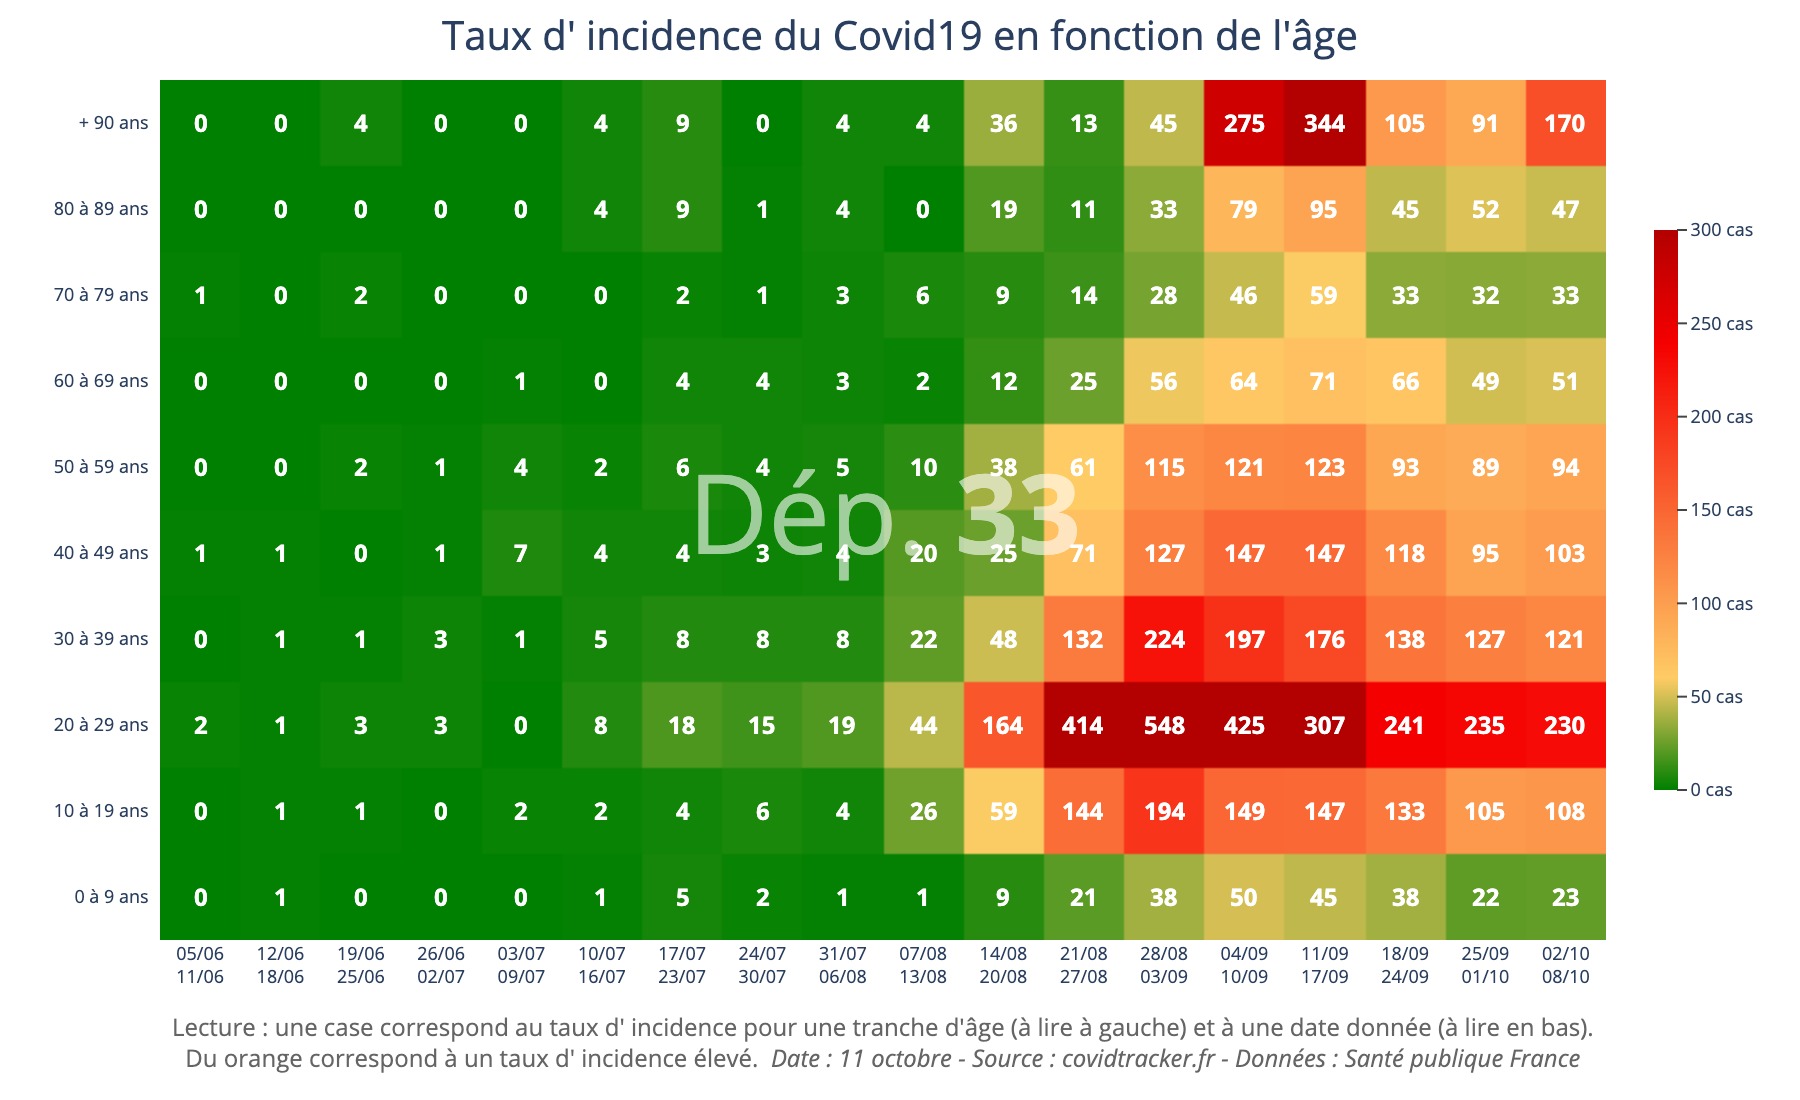 Taux d' incidence du Covid19 en fonction de l'âge
+ 90 ans 0 0 4 0 0 4 9 0 4 4 36 13 45 275 344 105 91 170
80 à 89 ans 0 0 0 0 0 4 9 1 4 0 19 11 33 79 95 45 52 47
300 cas
70 à 79 ans 1 0 2 0 0 0 2 1 3 6 9 14 28 46 59 33 32 33
250 cas
60 à 69 ans 0 0 0 0 1 0 4 4 3 2 12 25 56 64 71 66 49 51
200 cas
50 à 59 ans 0 0 2 1 4 2 6 4 5 10 38 61 115 121 123 93 89 94
Dép. 33
150 cas
40 à 49 ans 1 1 0 1 7 4 4 3 4 20 25 71 127 147 147 118 95 103
100 cas
30 à 39 ans 0 1 1 3 1 5 8 8 8 22 48 132 224 197 176 138 127 121
50 cas
20 à 29 ans 2 1 3 3 0 8 18 15 19 44 164 414 548 425 307 241 235 230
0 cas
10 à 19 ans 0 1 1 0 2 2 4 6 4 26 59 144 194 149 147 133 105 108
0 à 9 ans 0 1 0 0 0 1 5 2 1 1 9 21 38 50 45 38 22 23
05/06 12/06 19/06 26/06 03/07 10/07 17/07 24/07 31/07 07/08 14/08 21/08 28/08 04/09 11/09 18/09 25/09 02/10
11/06 18/06 25/06 02/07 09/07 16/07 23/07 30/07 06/08 13/08 20/08 27/08 03/09 10/09 17/09 24/09 01/10 08/10
Lecture : une case correspond au taux d' incidence pour une tranche d'âge (à lire à gauche) et à une date donnée (à lire en bas).
Du orange correspond à un taux d' incidence élevé. Date : 11 octobre - Source : covidtracker.fr - Données : Santé publique France